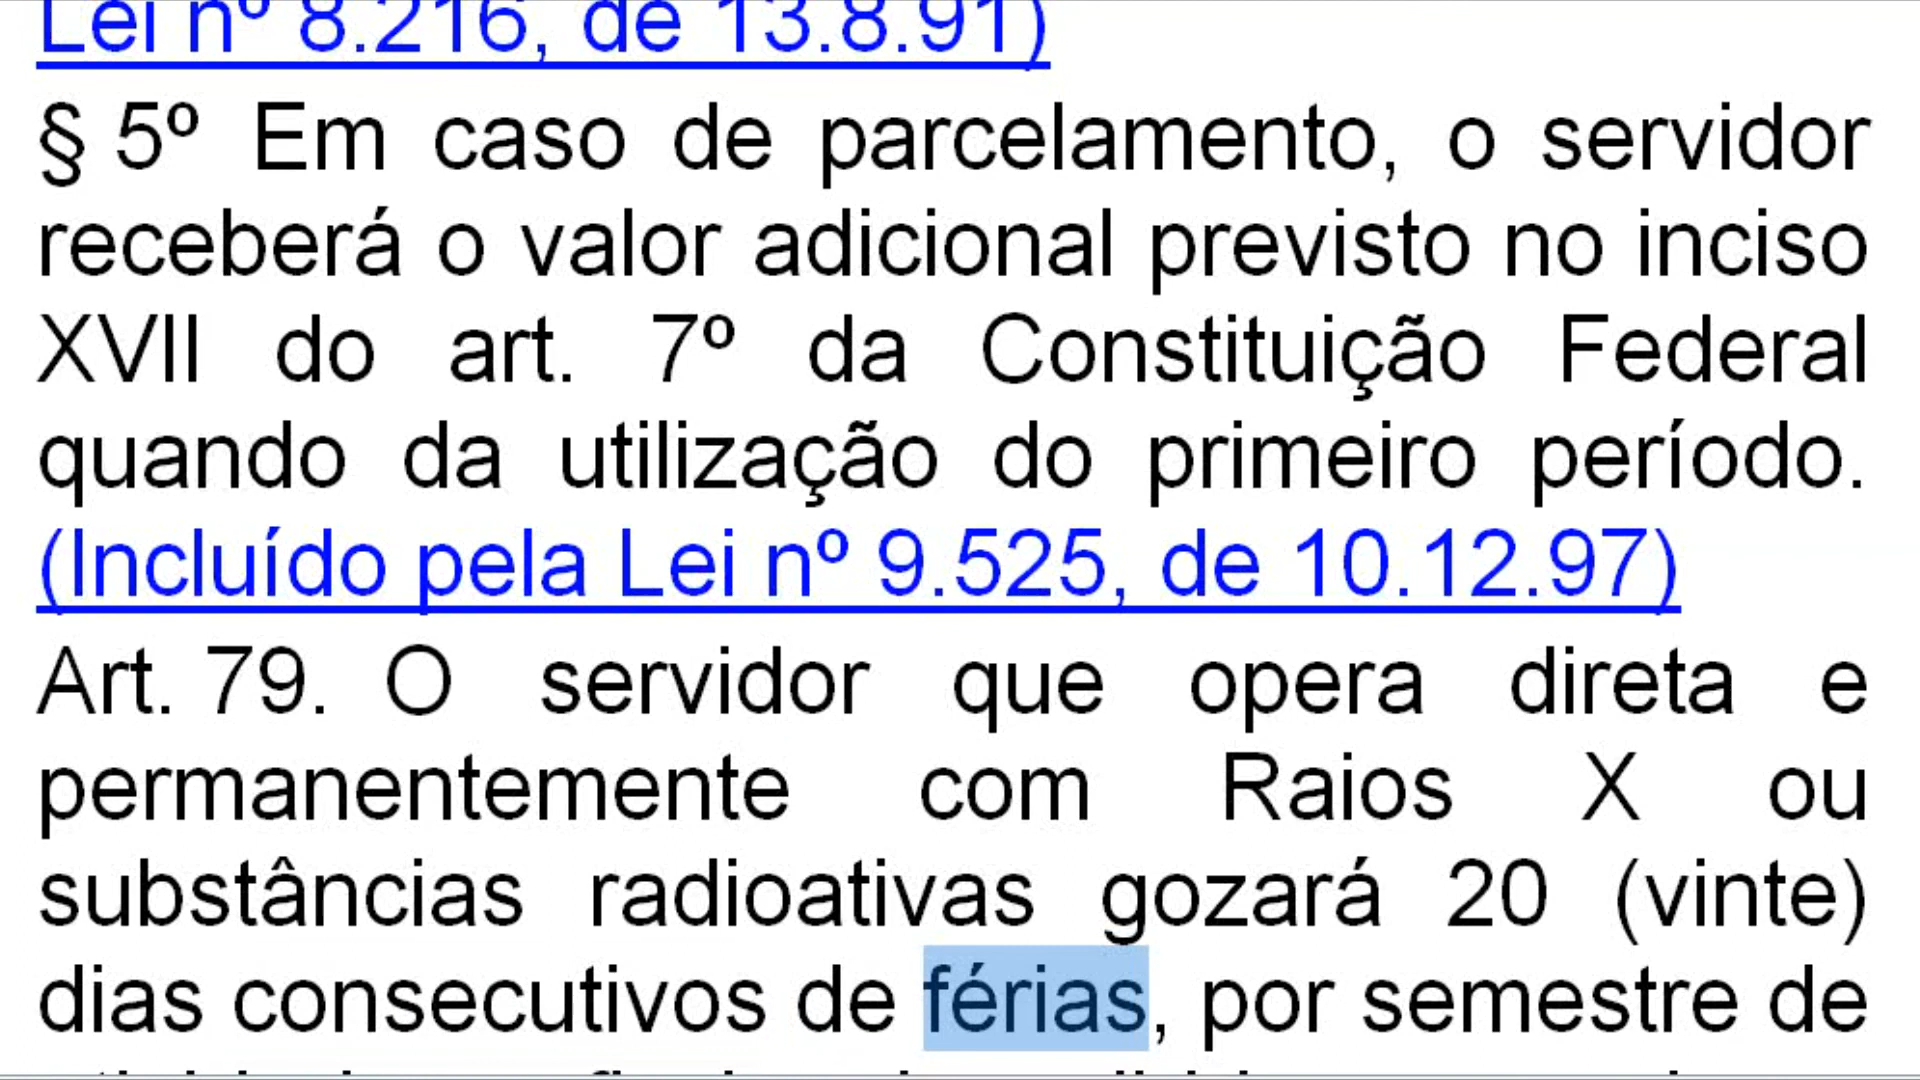 Lei nº 8.216, de 13.8.91)
§ 5º Em caso de parcelamento, o servidor
receberá o valor adicional previsto no inciso
XVII do art. 7º da Constituição Federal
quando da utilização do primeiro período.
(Incluído pela Lei nº 9.525, de 10.12.97)
Art. 79. O servidor que opera direta e
permanentemente com Raios X ou
substâncias radioativas gozará 20 (vinte)
dias consecutivos de férias, por semestre de